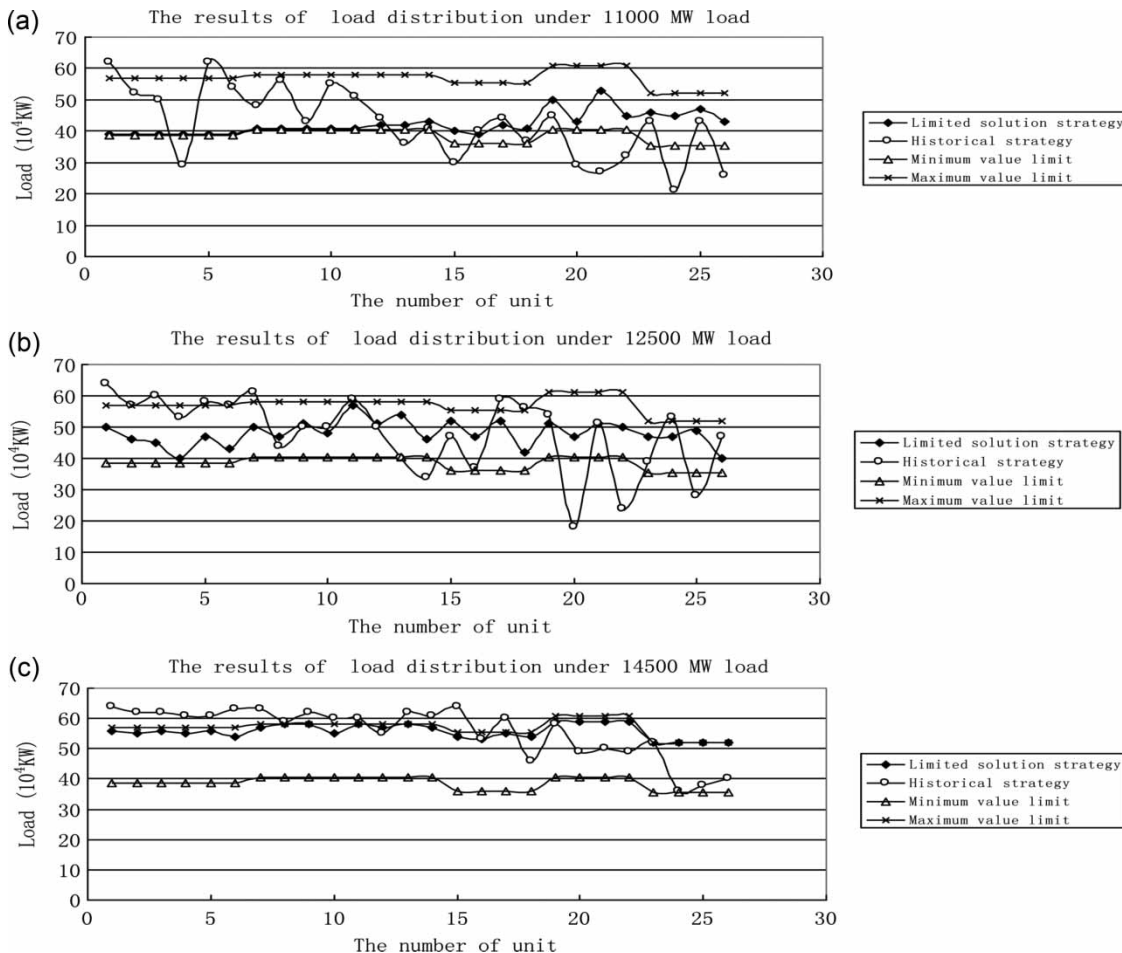 (a)
The results of load distribution under 11000 MW load
70
60
50
40
30
20
10
0
Load (10⁴KW)
0 5 10 15 20 25 30
The number of unit
Limited solution strategy
Historical strategy
Minimum value limit
Maximum value limit
(b)
The results of load distribution under 12500 MW load
70
60
50
40
30
20
10
0
Load (10⁴KW)
0 5 10 15 20 25 30
The number of unit
Limited solution strategy
Historical strategy
Minimum value limit
Maximum value limit
(c)
The results of load distribution under 14500 MW load
70
60
50
40
30
20
10
0
Load (10⁴KW)
0 5 10 15 20 25 30
The number of unit
Limited solution strategy
Historical strategy
Minimum value limit
Maximum value limit